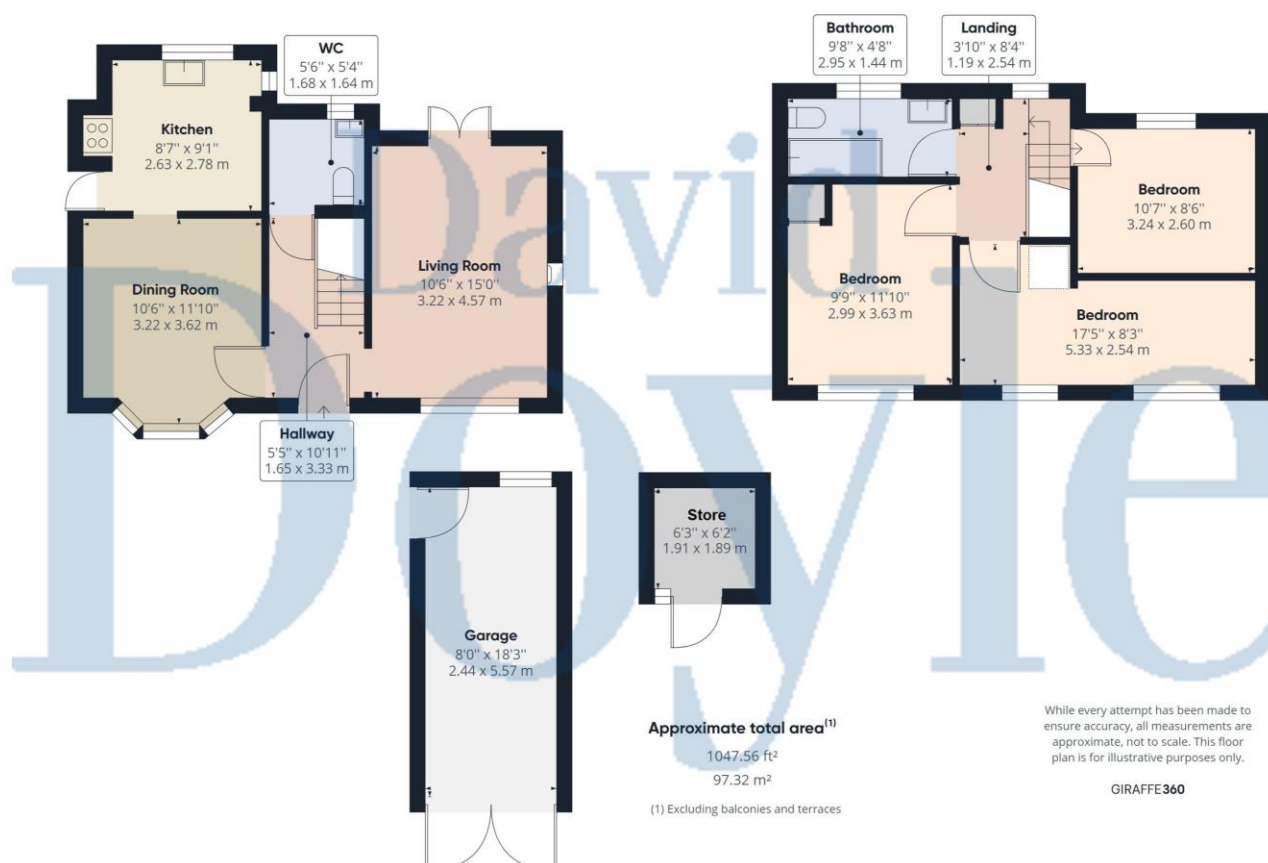 WC
5'6'' x 5'4''
1.68 x 1.64 m
Bathroom
9'8'' x 4'8''
2.95 x 1.44 m
Landing
3'10'' x 8'4''
1.19 x 2.54 m
Kitchen
8'7'' x 9'1''
2.63 x 2.78 m
Bedroom
10'7'' x 8'6''
3.24 x 2.60 m
Dining Room
10'6'' x 11'10''
3.22 x 3.62 m
Living Room
10'6'' x 15'0''
3.22 x 4.57 m
Bedroom
9'9'' x 11'10''
2.99 x 3.63 m
Bedroom
17'5'' x 8'3''
5.33 x 2.54 m
Hallway
5'5'' x 10'11''
1.65 x 3.33 m
Store
6'3'' x 6'2''
1.91 x 1.89 m
Garage
8'0'' x 18'3''
2.44 x 5.57 m
Approximate total area(1)
1047.56 ft²
97.32 m²
(1) Excluding balconies and terraces
While every attempt has been made to
ensure accuracy, all measurements are
approximate, not to scale. This floor
plan is for illustrative purposes only.
GIRAFFE360
David
Doyle